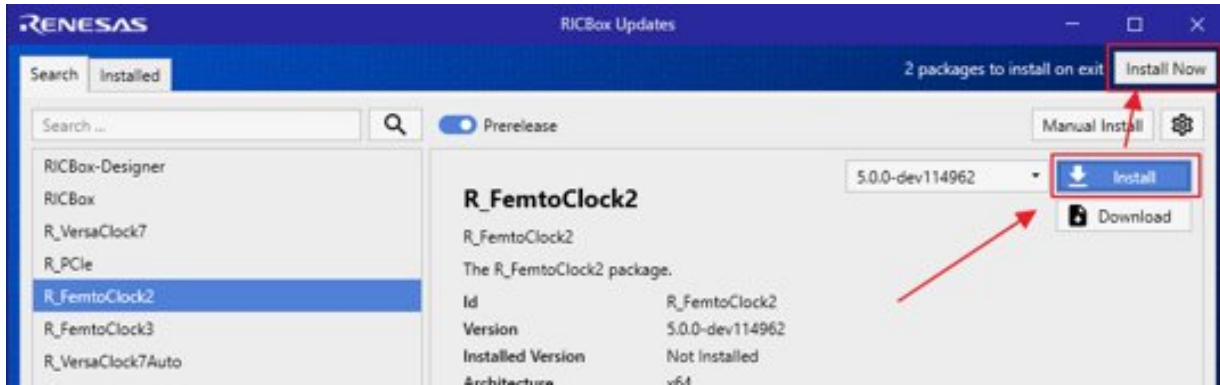 RENESAS
RICBox Updates
Search
Installed
2 packages to install on exit
Install Now
Search ...
Prerelease
Manual Install
RICBox-Designer
RICBox
R_VersaClock7
R_PCIe
R_FemtoClock2
R_FemtoClock3
R_VersaClock7Auto
R_FemtoClock2
5.0.0-dev114962
Install
Download
R_FemtoClock2
The R_FemtoClock2 package.
Id R_FemtoClock2
Version 5.0.0-dev114962
Installed Version Not Installed
Architecture x64